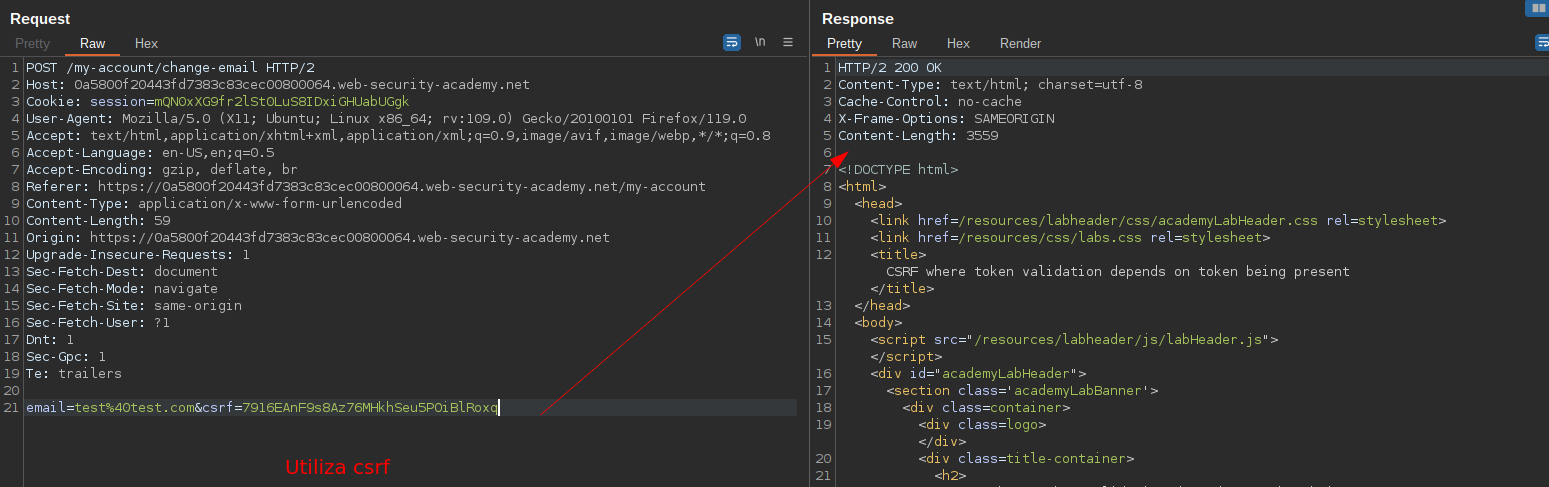 Request
Pretty Raw Hex
\n
1 POST /my-account/change-email HTTP/2
2 Host: 0a5800f20443fd7383c83cec00800064.web-security-academy.net
3 Cookie: session=mQNOxXG9fr2lStOLuS8IDxiGHUabUGgk
4 User-Agent: Mozilla/5.0 (X11; Ubuntu; Linux x86_64; rv:109.0) Gecko/20100101 Firefox/119.0
5 Accept: text/html,application/xhtml+xml,application/xml;q=0.9,image/avif,image/webp,*/*;q=0.8
6 Accept-Language: en-US,en;q=0.5
7 Accept-Encoding: gzip, deflate, br
8 Referer: https://0a5800f20443fd7383c83cec00800064.web-security-academy.net/my-account
9 Content-Type: application/x-www-form-urlencoded
10 Content-Length: 59
11 Origin: https://0a5800f20443fd7383c83cec00800064.web-security-academy.net
12 Upgrade-Insecure-Requests: 1
13 Sec-Fetch-Dest: document
14 Sec-Fetch-Mode: navigate
15 Sec-Fetch-Site: same-origin
16 Sec-Fetch-User: ?1
17 Dnt: 1
18 Sec-Gpc: 1
19 Te: trailers
20
21 email=test%40test.com&csrf=7916EAnF9s8Az76MHkhSeu5POiBlRoxq
Utiliza csrf
Response
Pretty Raw Hex Render
1 HTTP/2 200 OK
2 Content-Type: text/html; charset=utf-8
3 Cache-Control: no-cache
4 X-Frame-Options: SAMEORIGIN
5 Content-Length: 3559
6
7 <!DOCTYPE html>
8 <html>
9 <head>
10 <link href=/resources/labheader/css/academyLabHeader.css rel=stylesheet>
11 <link href=/resources/css/labs.css rel=stylesheet>
12 <title>
CSRF where token validation depends on token being present
</title>
13 </head>
14 <body>
15 <script src="/resources/labheader/js/labHeader.js">
</script>
16 <div id="academyLabHeader">
17 <section class='academyLabBanner'>
18 <div class=container>
19 <div class=logo>
</div>
20 <div class=title-container>
21 <h2>